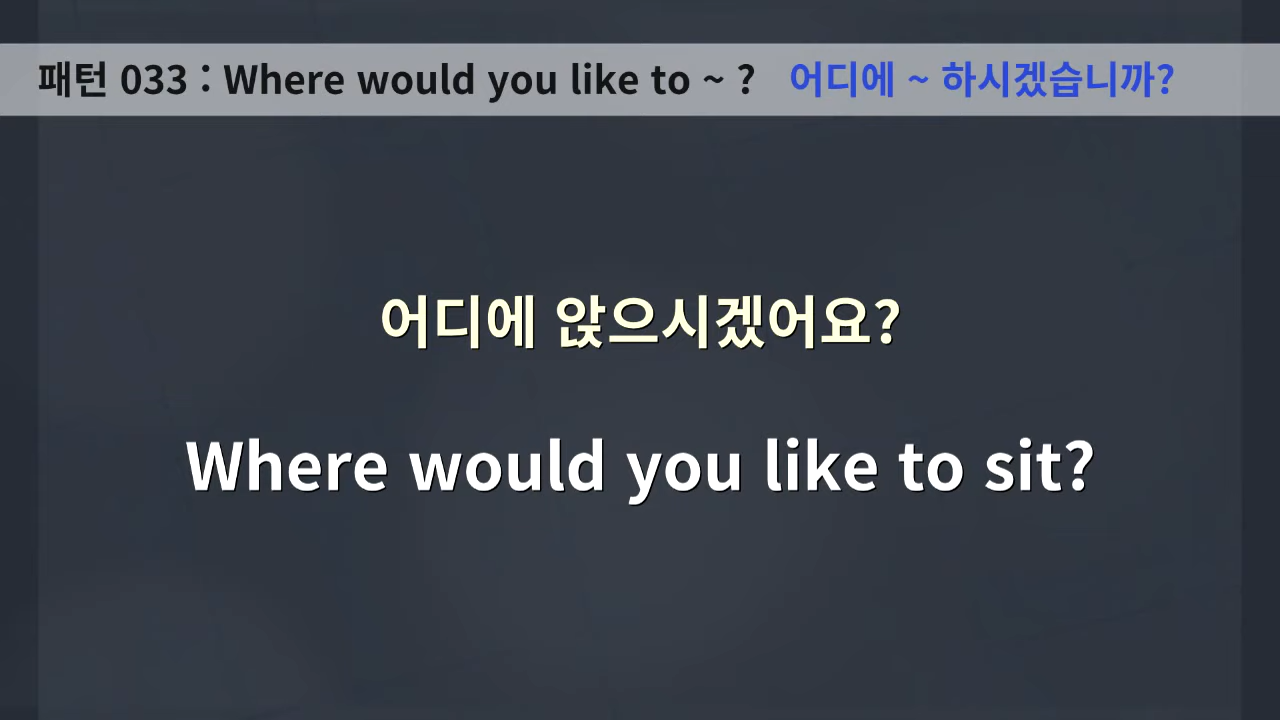 패턴 033 : Where would you like to ~ ? 어디에 ~ 하시겠습니까?
어디에 앉으시겠어요?
Where would you like to sit?